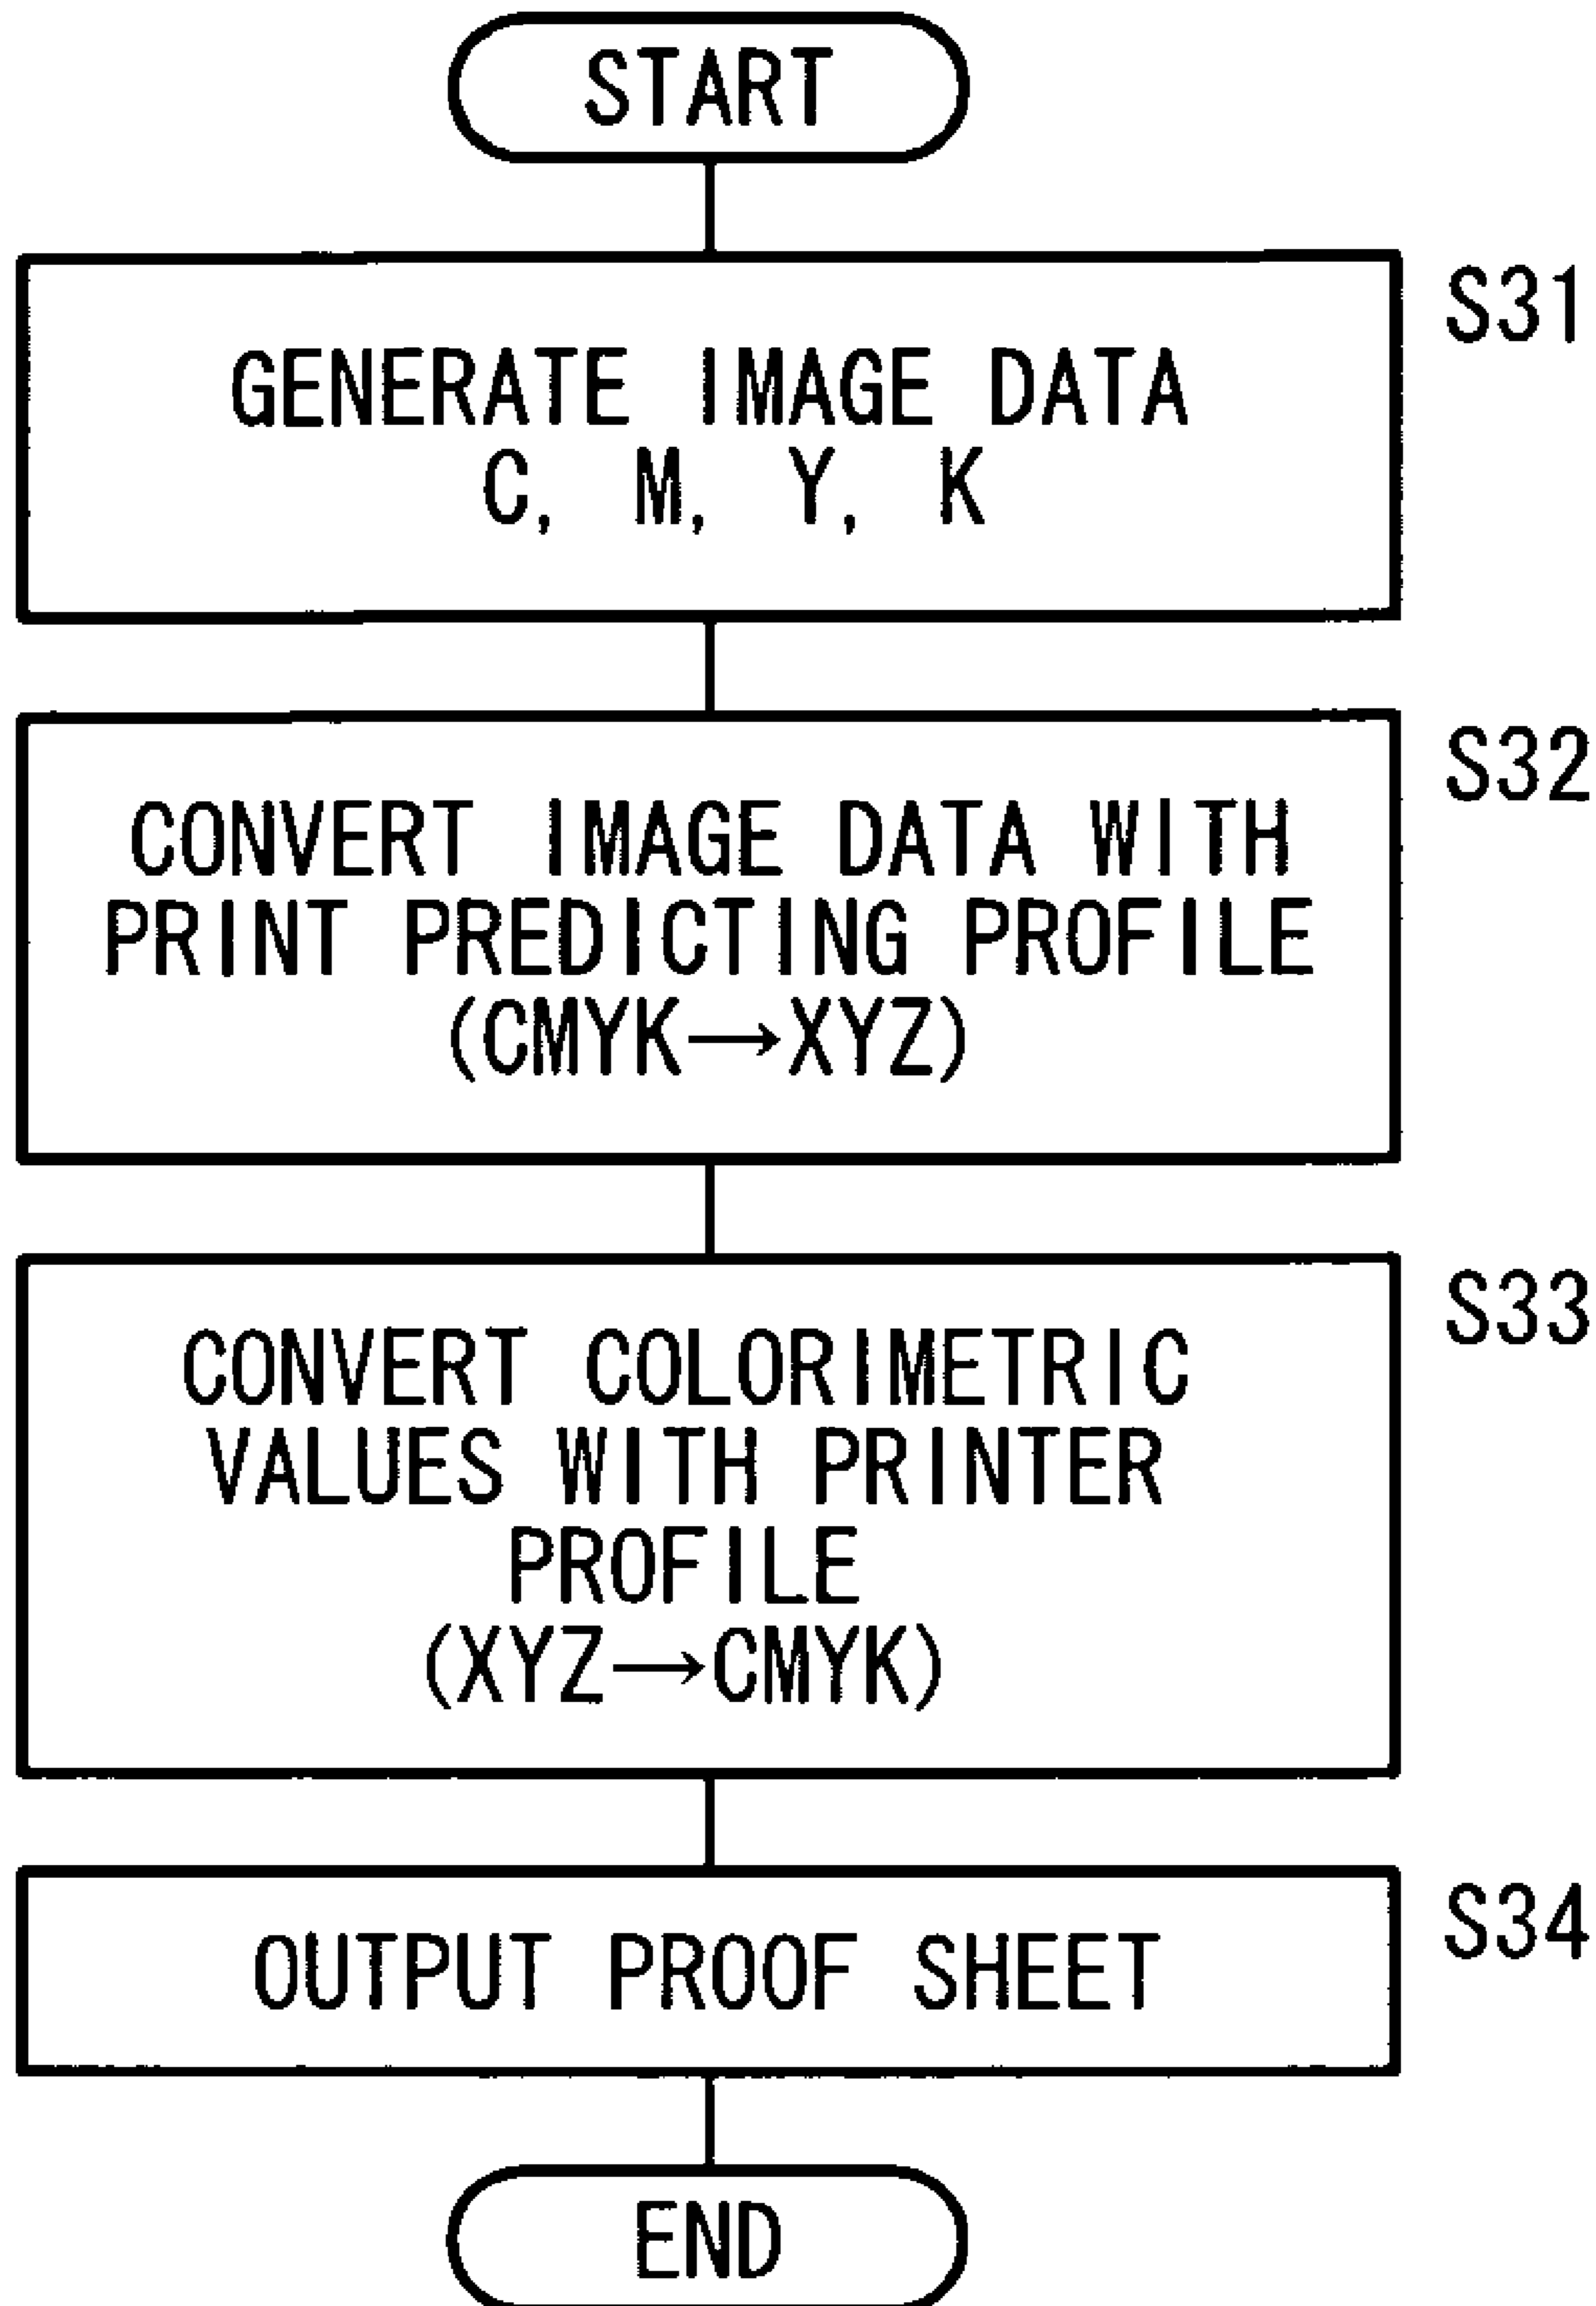 START
S31
GENERATE IMAGE DATA
C, M, Y, K
S32
CONVERT IMAGE DATA WITH
PRINT PREDICTING PROFILE
(CMYK→XYZ)
S33
CONVERT COLORIMETRIC
VALUES WITH PRINTER
PROFILE
(XYZ→CMYK)
S34
OUTPUT PROOF SHEET
END